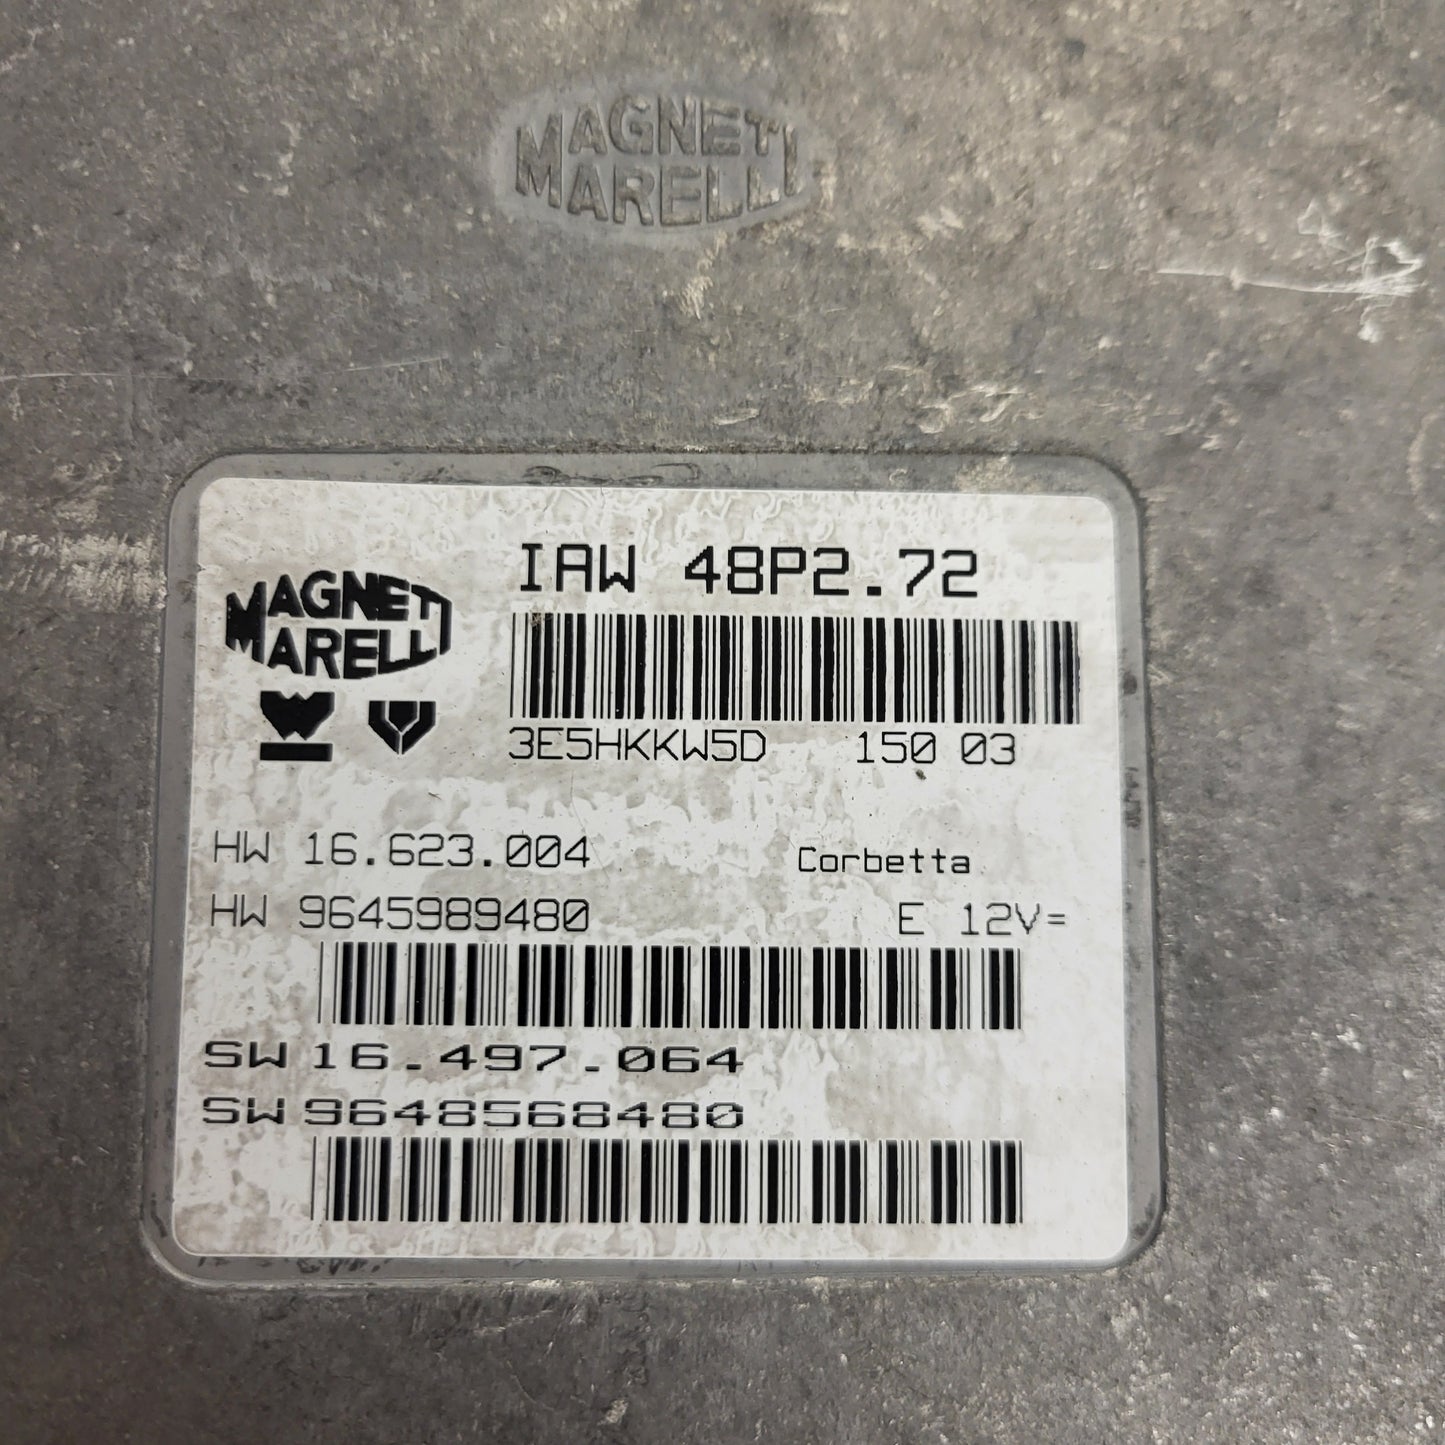 MAGNETI
MARELLI
IAW 48P2.72
MAGNETI
MARELLI
3E5HKKW5D 150 03
HW 16.623.004
Corbetta
HW 9645989480
E 12V=
SW 16.497.064
SW 9648568480